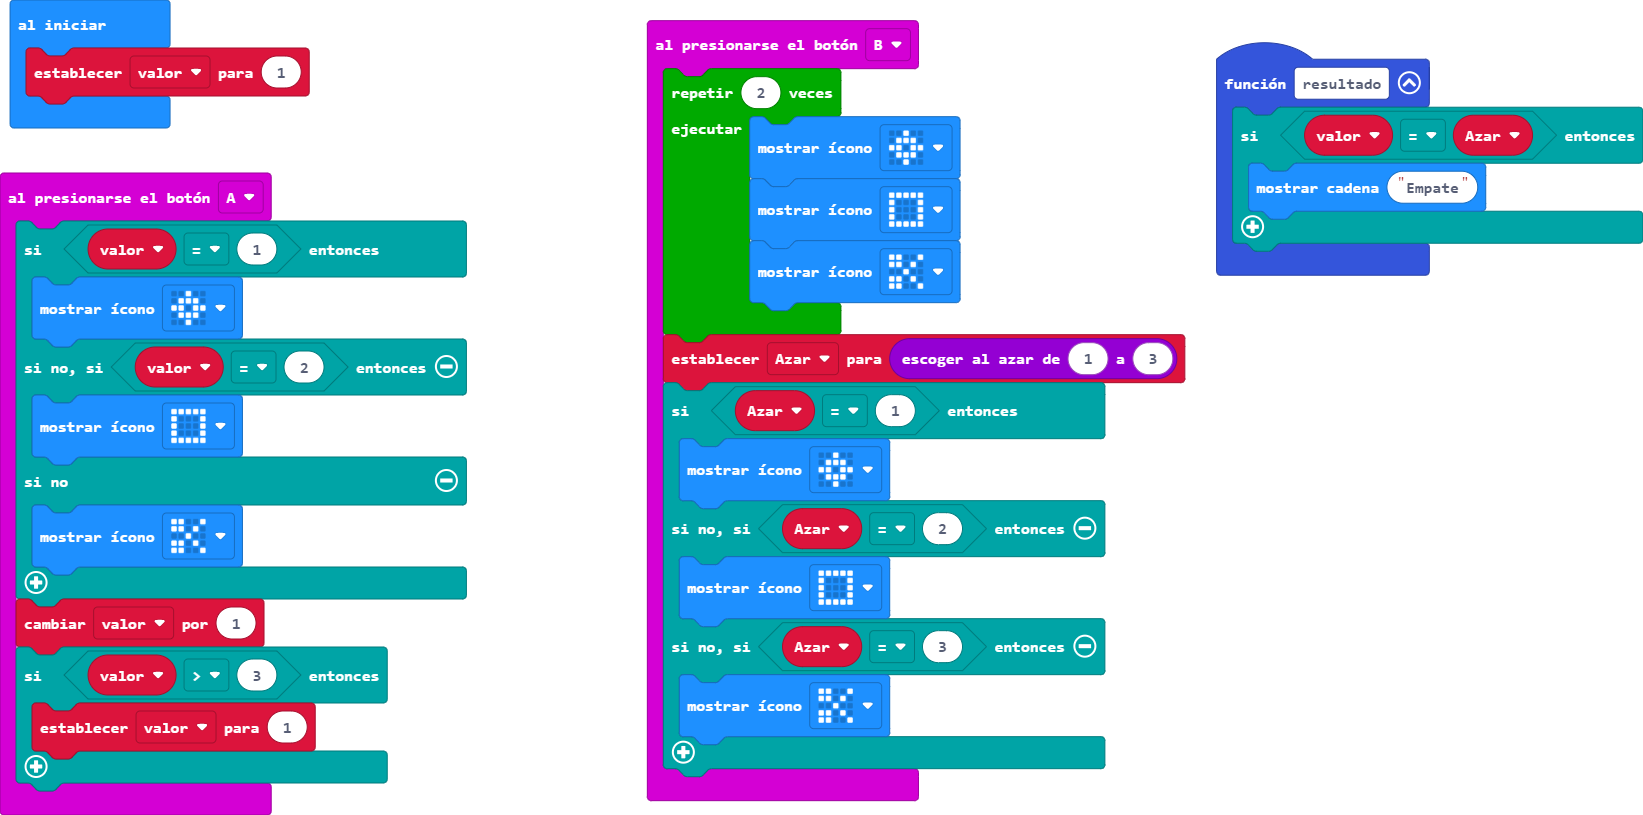 al iniciar
establecer valor para 1
al presionarse el botón A
si valor = 1 entonces
mostrar ícono
si no, si valor = 2 entonces
mostrar ícono
si no
mostrar ícono
cambiar valor por 1
si valor > 3 entonces
establecer valor para 1
al presionarse el botón B
repetir 2 veces
ejecutar
mostrar ícono
mostrar ícono
mostrar ícono
establecer Azar para escoger al azar de 1 a 3
si Azar = 1 entonces
mostrar ícono
si no, si Azar = 2 entonces
mostrar ícono
si no, si Azar = 3 entonces
mostrar ícono
función resultado
si valor = Azar entonces
mostrar cadena "Empate"